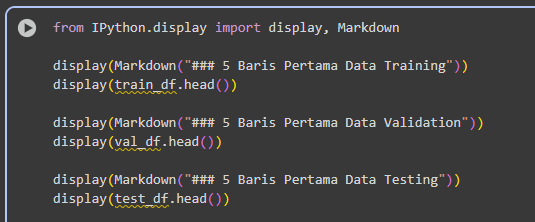 from IPython.display import display, Markdown
display(Markdown("### 5 Baris Pertama Data Training"))
display(train_df.head())
display(Markdown("### 5 Baris Pertama Data Validation"))
display(val_df.head())
display(Markdown("### 5 Baris Pertama Data Testing"))
display(test_df.head())